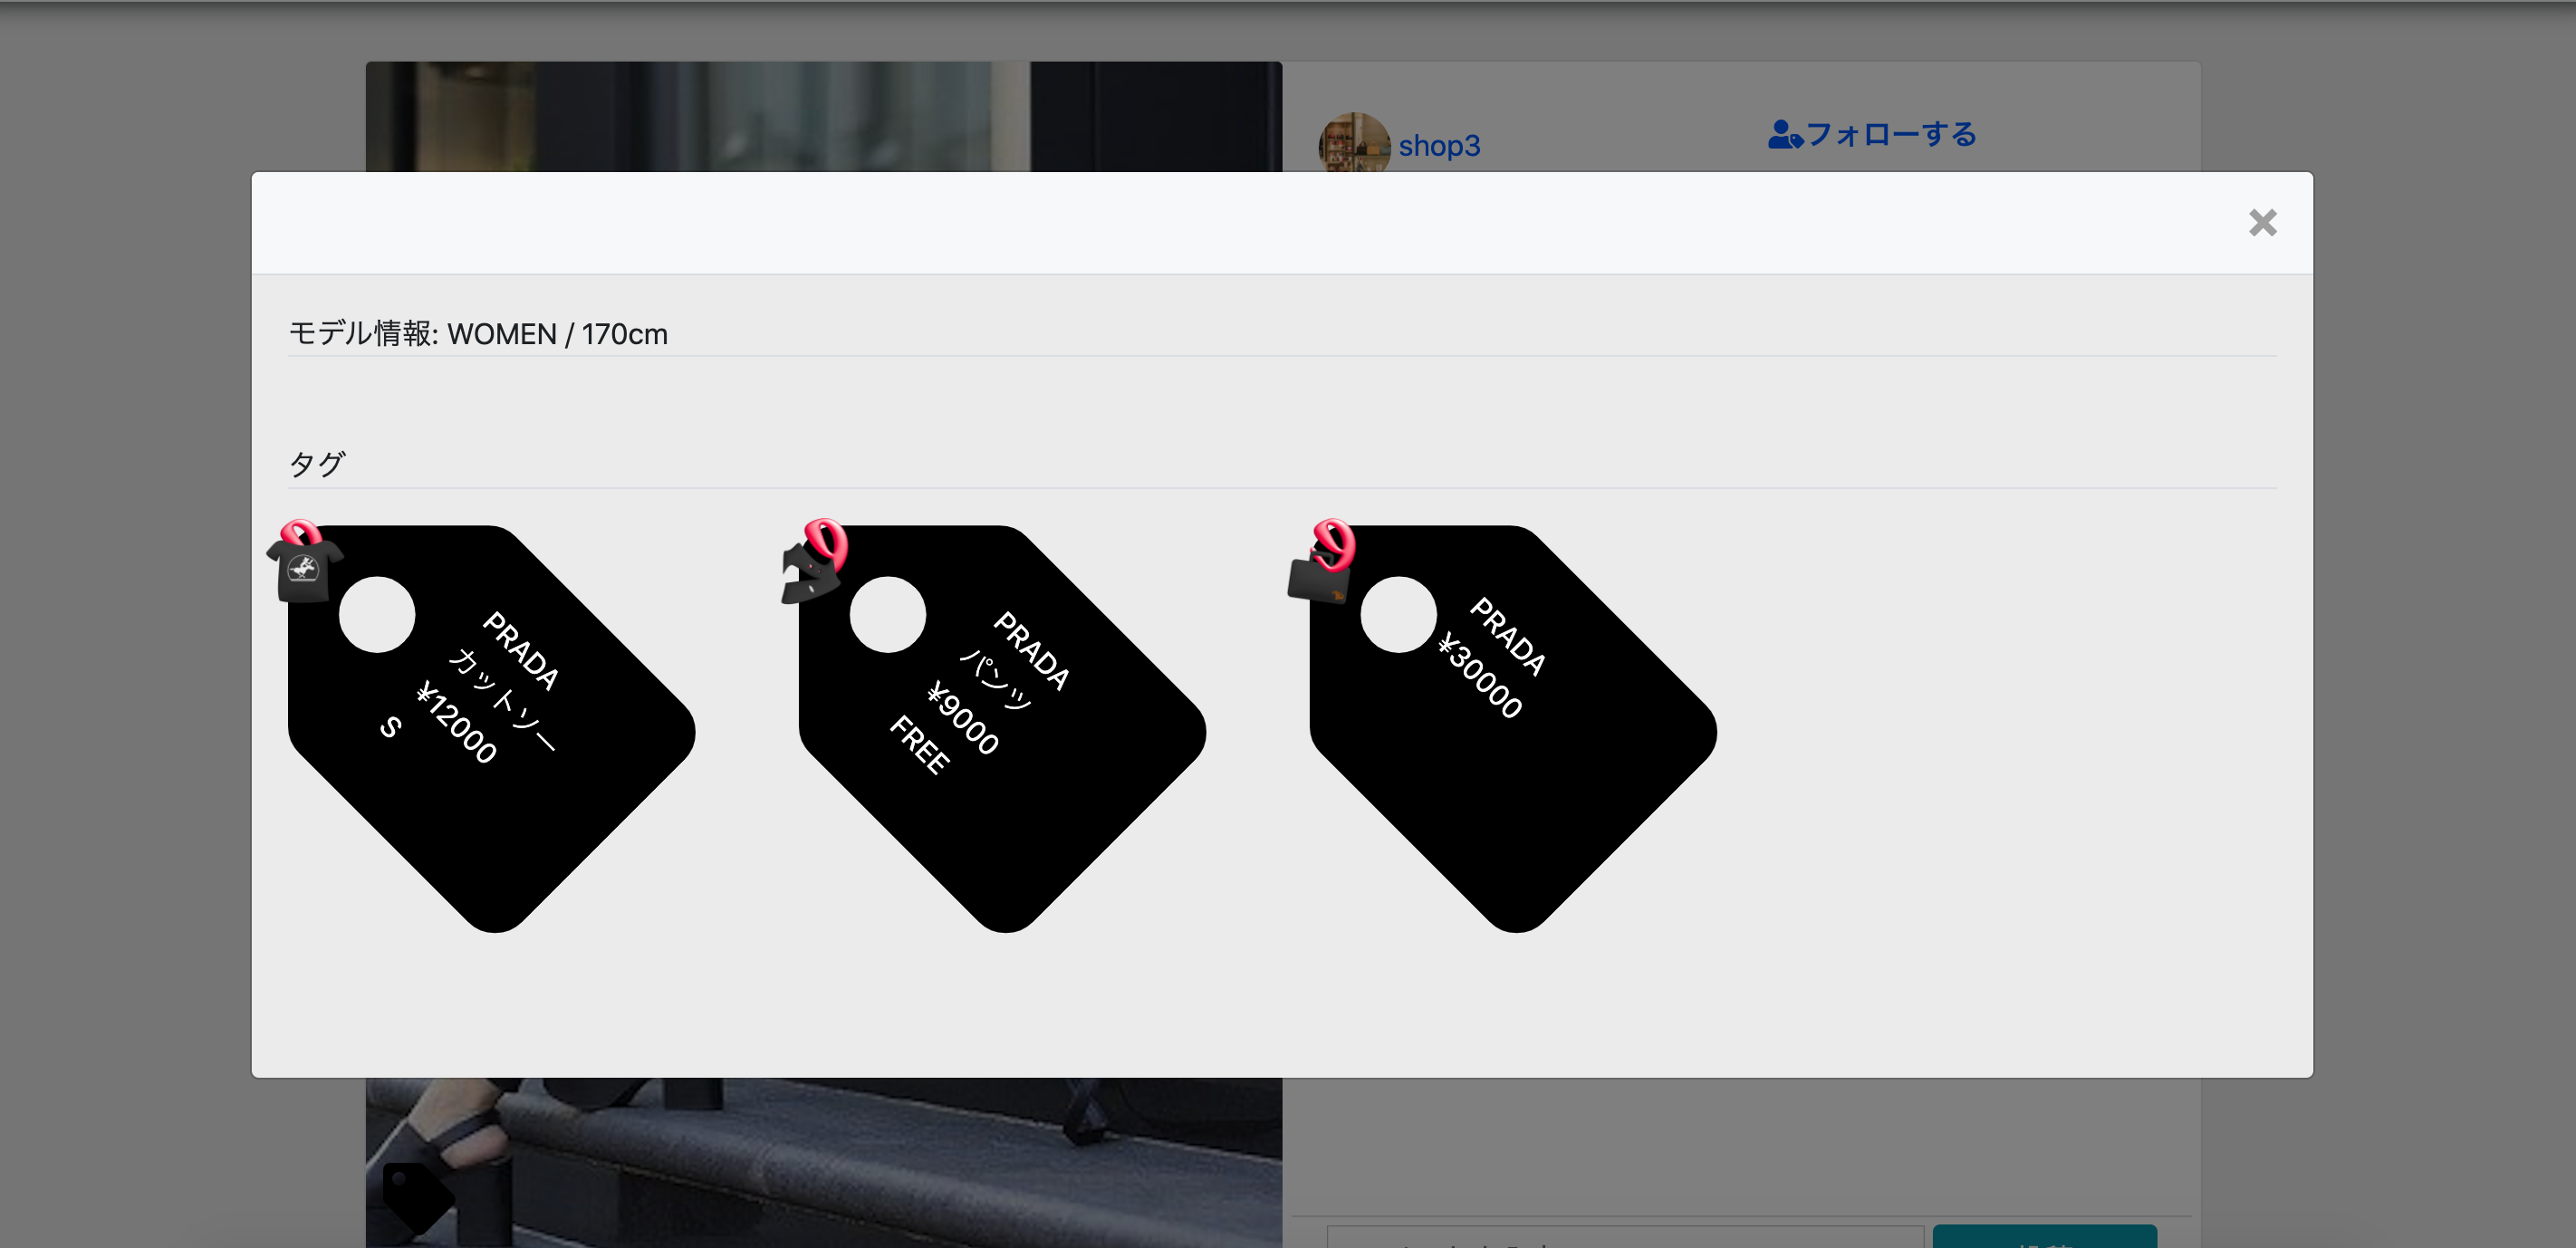 shop3
フォローする
×
モデル情報: WOMEN / 170cm
タグ
PRADA
カットソー
¥12000
S
PRADA
パンツ
¥9000
FREE
PRADA
¥30000